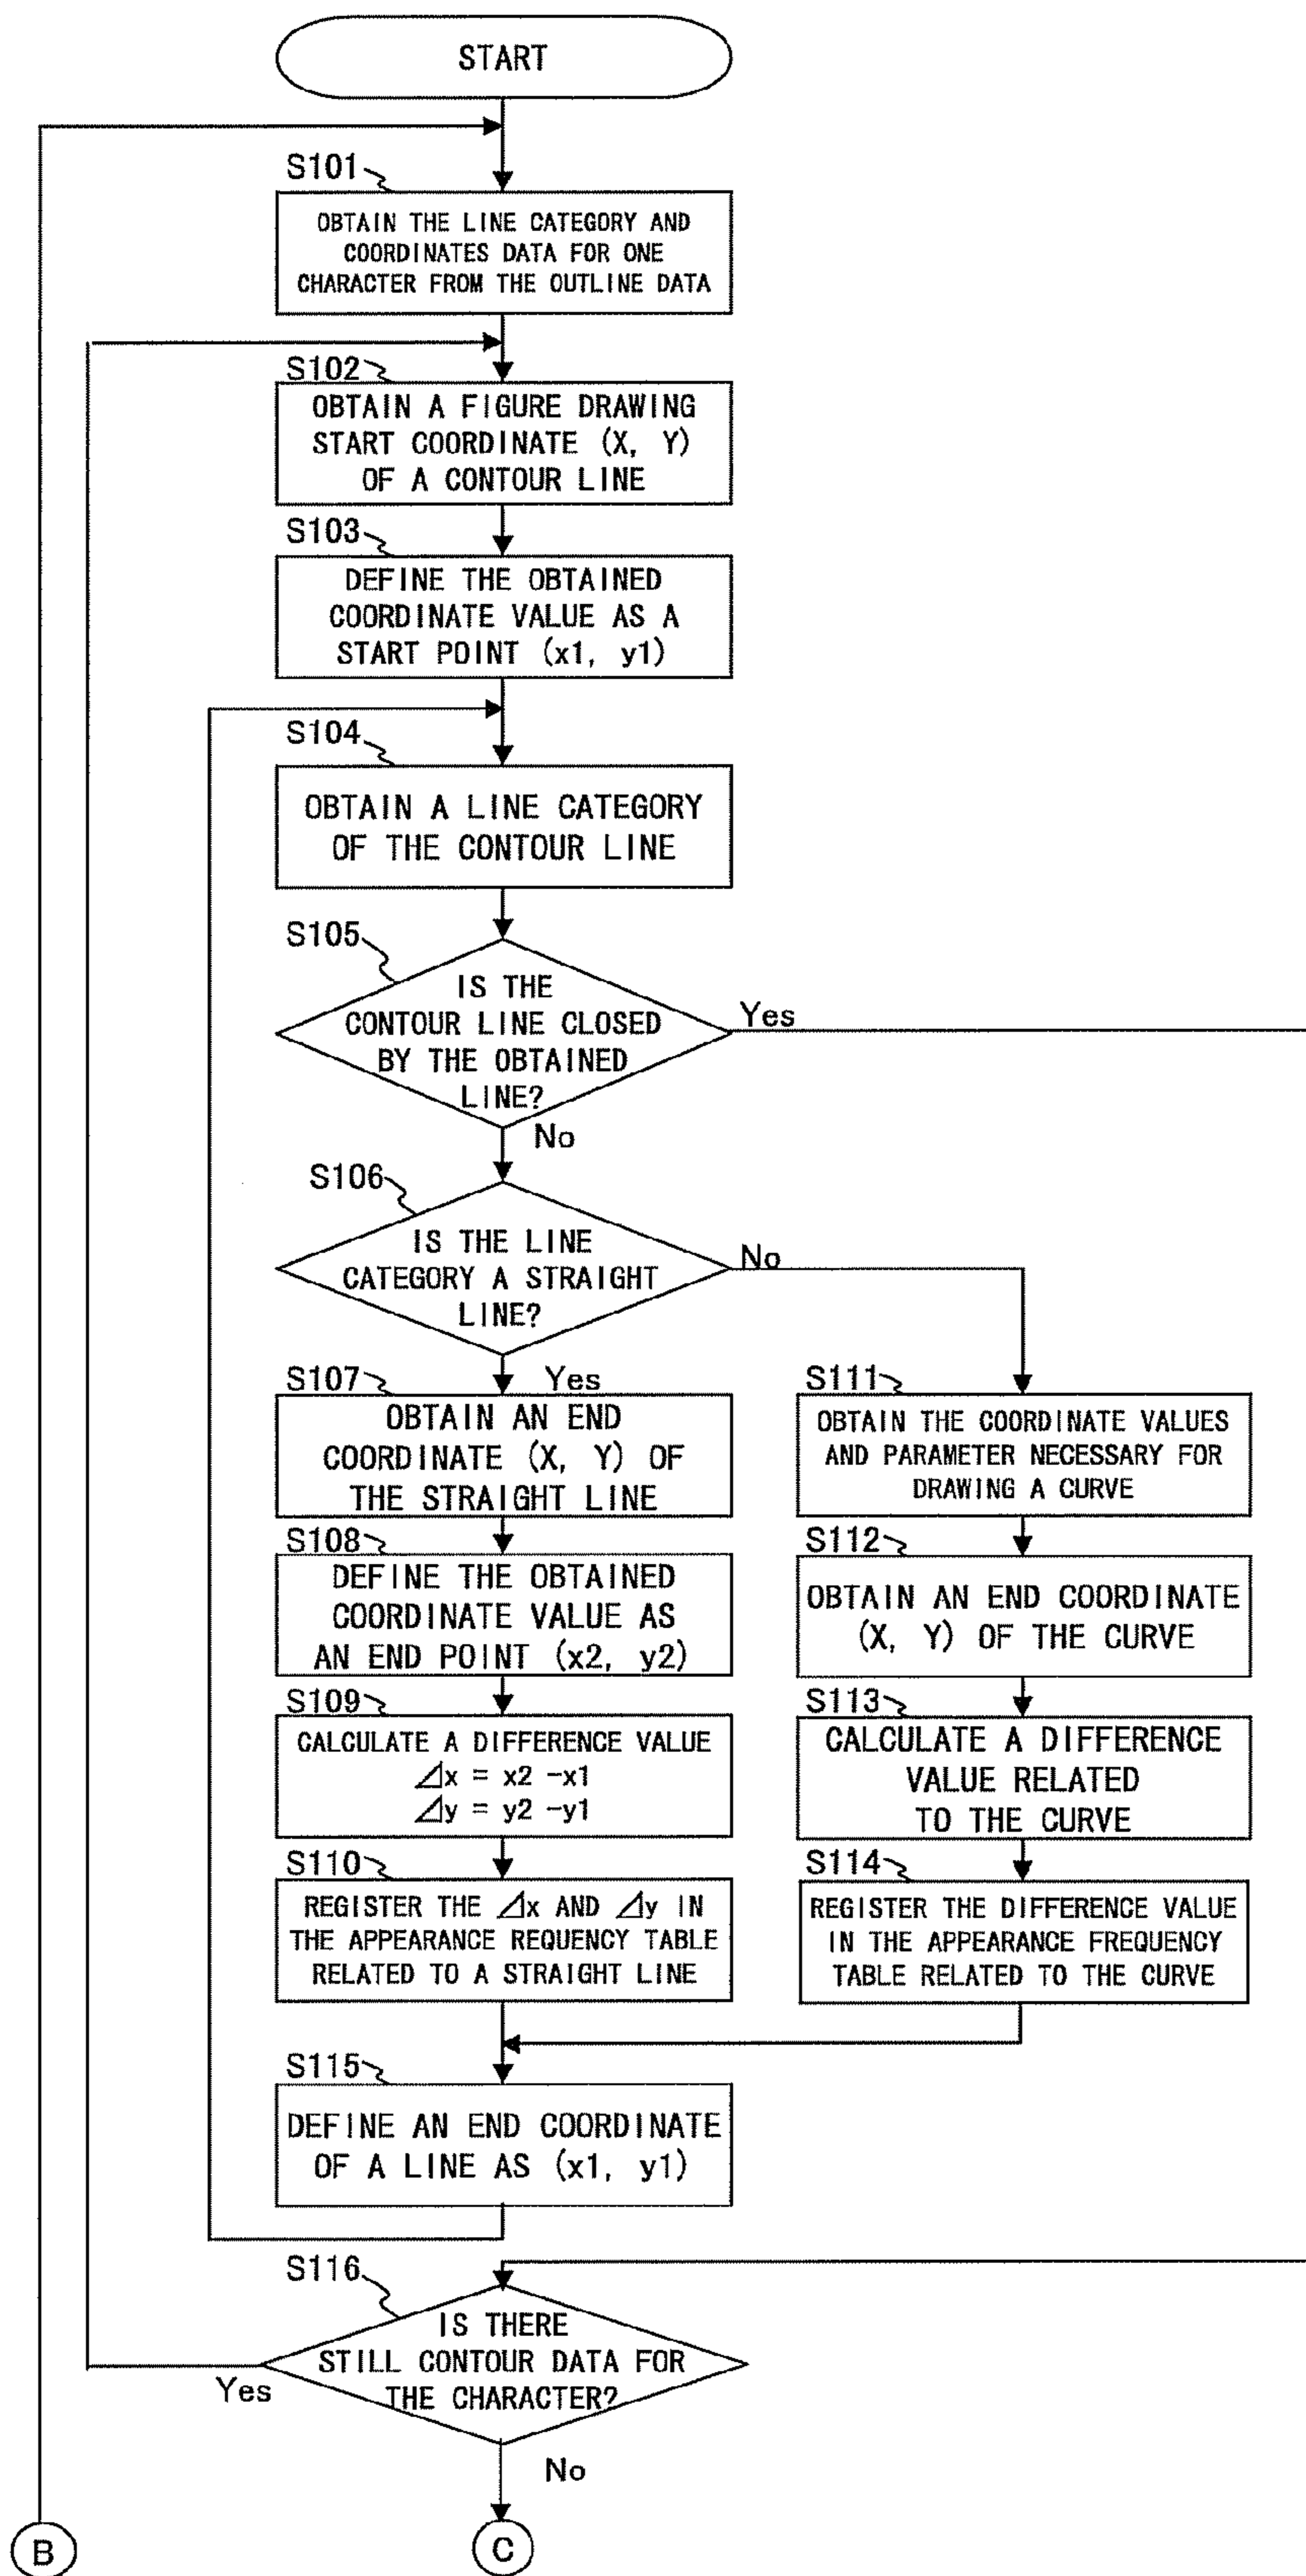 START
S101
OBTAIN THE LINE CATEGORY AND
COORDINATES DATA FOR ONE
CHARACTER FROM THE OUTLINE DATA
S102
OBTAIN A FIGURE DRAWING
START COORDINATE (X, Y)
OF A CONTOUR LINE
S103
DEFINE THE OBTAINED
COORDINATE VALUE AS A
START POINT (x1, y1)
S104
OBTAIN A LINE CATEGORY
OF THE CONTOUR LINE
S105
IS THE
CONTOUR LINE CLOSED
BY THE OBTAINED
LINE?
Yes
No
S106
IS THE LINE
CATEGORY A STRAIGHT
LINE?
No
Yes
S107
OBTAIN AN END
COORDINATE (X, Y) OF
THE STRAIGHT LINE
S108
DEFINE THE OBTAINED
COORDINATE VALUE AS
AN END POINT (x2, y2)
S109
CALCULATE A DIFFERENCE VALUE
⊿x = x2 -x1
⊿y = y2 -y1
S110
REGISTER THE ⊿x AND ⊿y IN
THE APPEARANCE REQUENCY TABLE
RELATED TO A STRAIGHT LINE
S111
OBTAIN THE COORDINATE VALUES
AND PARAMETER NECESSARY FOR
DRAWING A CURVE
S112
OBTAIN AN END COORDINATE
(X, Y) OF THE CURVE
S113
CALCULATE A DIFFERENCE
VALUE RELATED
TO THE CURVE
S114
REGISTER THE DIFFERENCE VALUE
IN THE APPEARANCE FREQUENCY
TABLE RELATED TO THE CURVE
S115
DEFINE AN END COORDINATE
OF A LINE AS (x1, y1)
S116
IS THERE
STILL CONTOUR DATA FOR
THE CHARACTER?
Yes
No
B
C